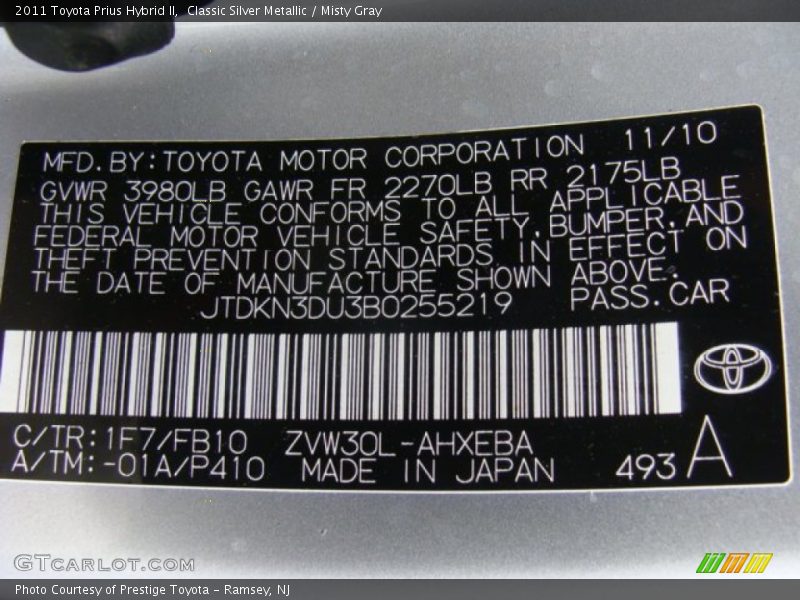 2011 Toyota Prius Hybrid II, Classic Silver Metallic / Misty Gray
MFD. BY: TOYOTA MOTOR CORPORATION 11/10
GVWR 3980LB GAWR FR 2270LB RR 2175LB
THIS VEHICLE CONFORMS TO ALL APPLICABLE
FEDERAL MOTOR VEHICLE SAFETY, BUMPER, AND
THEFT PREVENTION STANDARDS IN EFFECT ON
THE DATE OF MANUFACTURE SHOWN ABOVE.
JTDKN3DU3B0255219 PASS. CAR
C/TR: 1F7/FB10 ZVW30L-AHXEBA
A/TM: -01A/P410 MADE IN JAPAN 493 A
GTCARLOT.COM
Photo Courtesy of Prestige Toyota - Ramsey, NJ